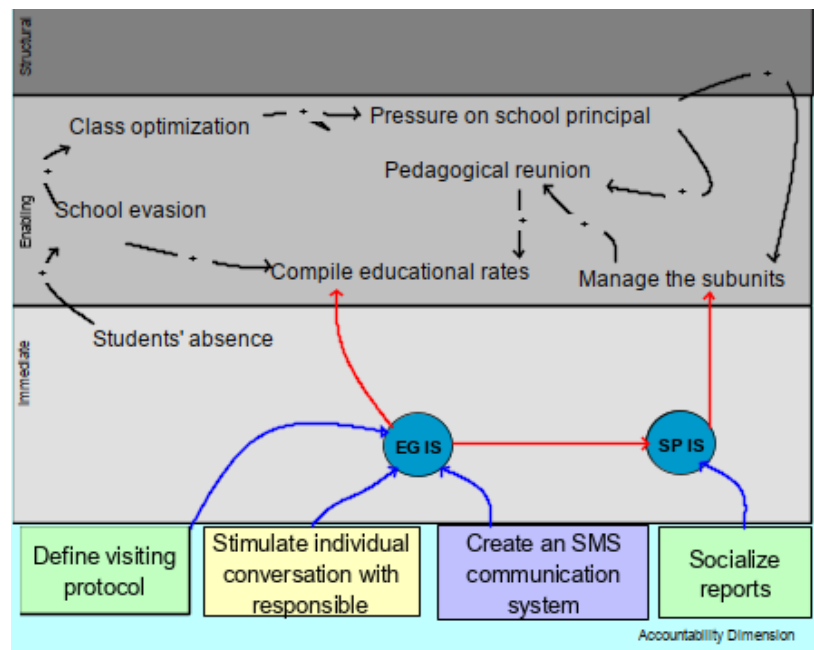 Structural
Class optimization
Pressure on school principal
Pedagogical reunion
Enabling
School evasion
Compile educational rates
Manage the subunits
Students' absence
Immediate
EG IS
SP IS
Define visiting
protocol
Stimulate individual
conversation with
responsible
Create an SMS
communication
system
Socialize
reports
Accountability Dimension